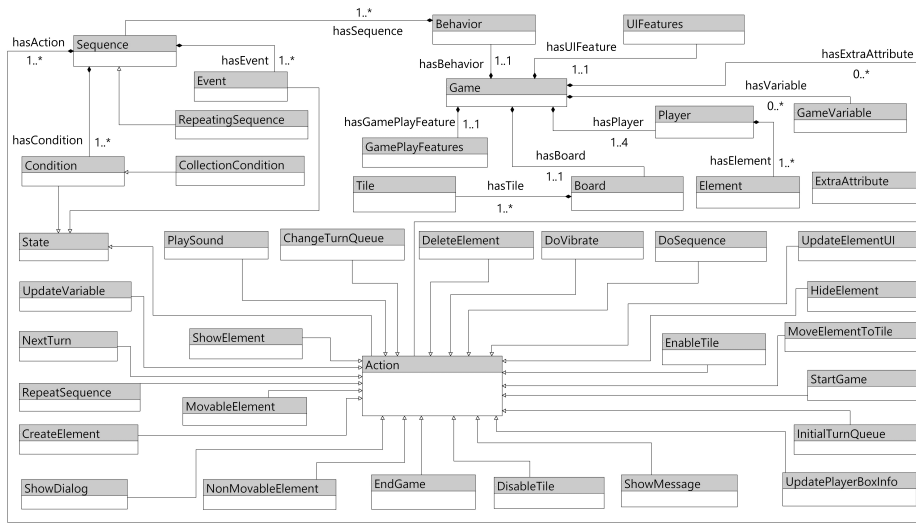 1..*
Behavior
UIFeatures
hasAction
Sequence
hasSequence
hasUIFeature
hasExtraAttribute
1..*
hasEvent
1..*
hasBehavior
1..1
1..1
0..*
Event
Game
hasVariable
RepeatingSequence
hasGamePlayFeature
1..1
hasPlayer
0..*
Player
GameVariable
hasCondition
1..*
GamePlayFeatures
1..4
hasBoard
hasElement
1..*
Condition
CollectionCondition
1..1
Tile
hasTile
1..*
Board
Element
ExtraAttribute
State
PlaySound
ChangeTurnQueue
DeleteElement
DoVibrate
DoSequence
UpdateElementUI
UpdateVariable
HideElement
NextTurn
ShowElement
EnableTile
MoveElementToTile
Action
RepeatSequence
MovableElement
StartGame
CreateElement
InitialTurnQueue
ShowDialog
NonMovableElement
EndGame
DisableTile
ShowMessage
UpdatePlayerBoxInfo